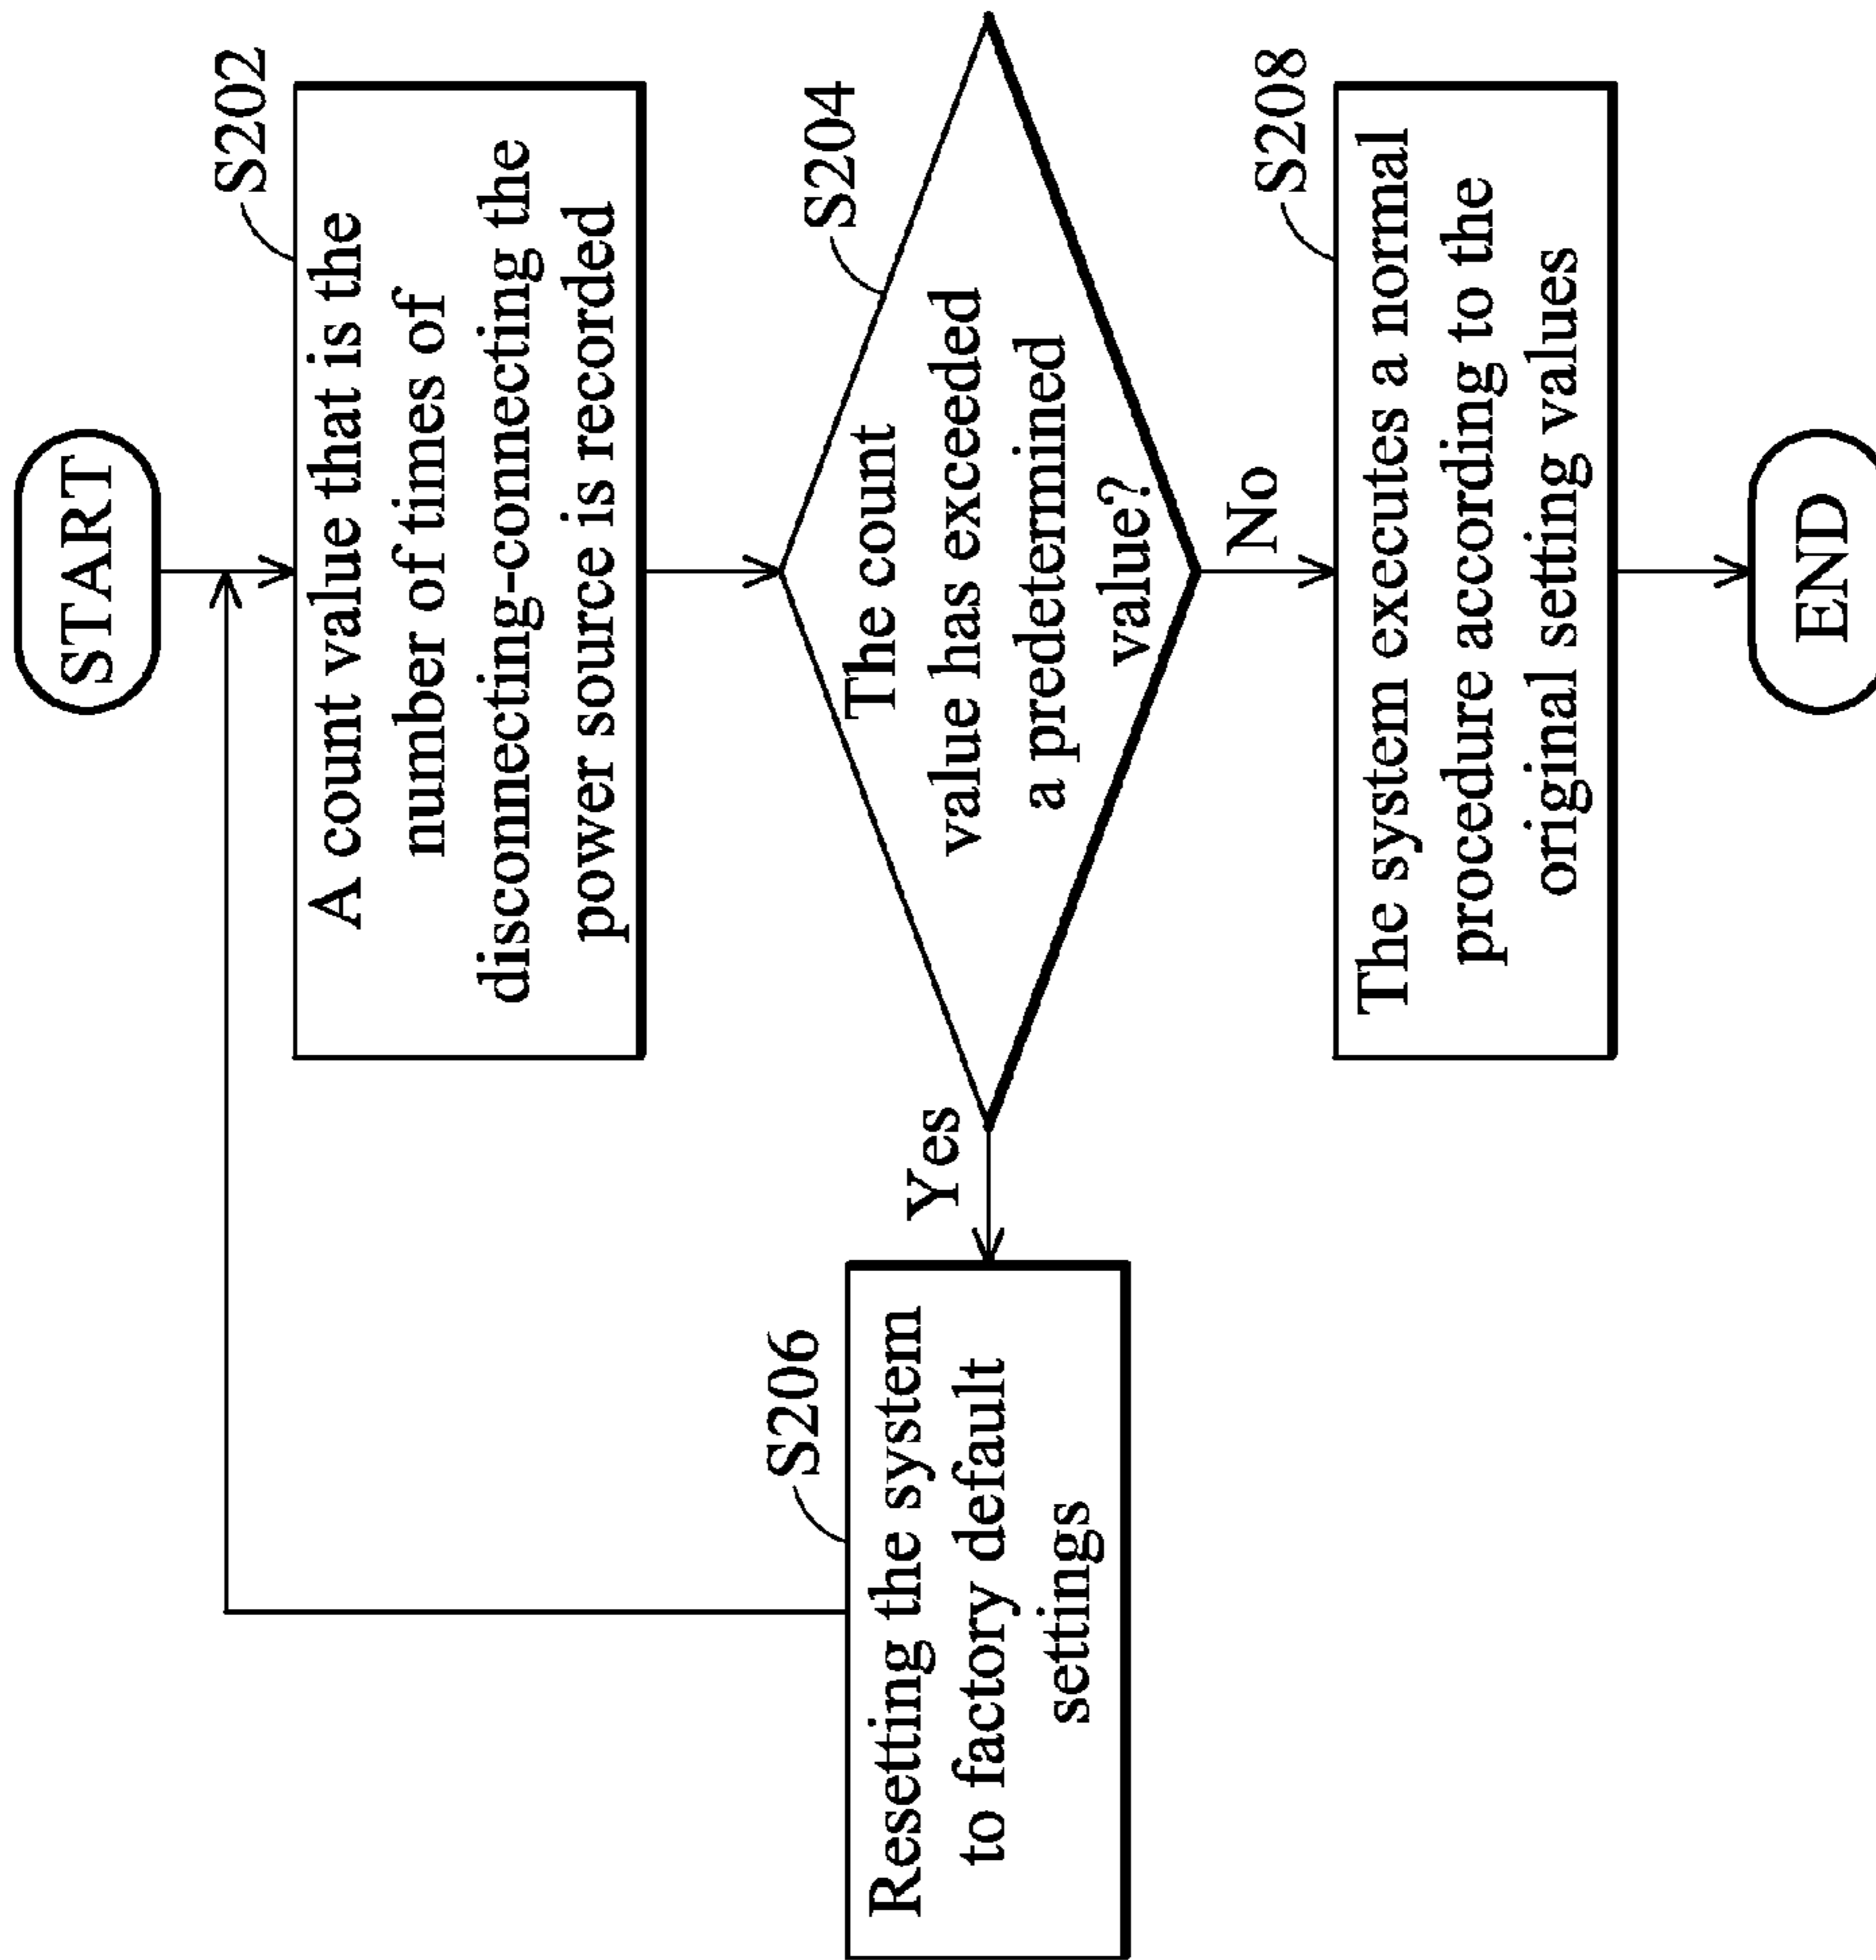 START
S202
A count value that is the
number of times of
disconnecting-connecting the
power source is recorded
S204
The count
value has exceeded
a predetermined
value?
Yes
No
S206
Resetting the system
to factory default
settings
S208
The system executes a normal
procedure according to the
original setting values
END